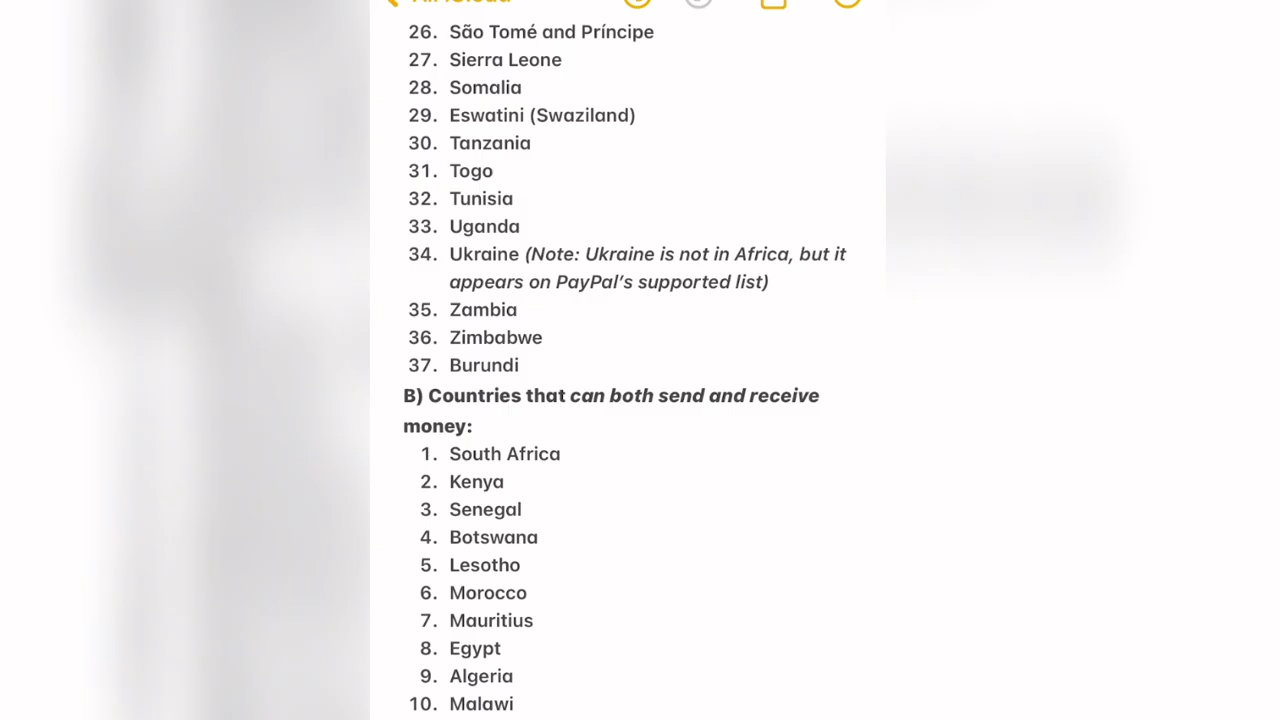 26. São Tomé and Príncipe
27. Sierra Leone
28. Somalia
29. Eswatini (Swaziland)
30. Tanzania
31. Togo
32. Tunisia
33. Uganda
34. Ukraine (Note: Ukraine is not in Africa, but it
appears on PayPal’s supported list)
35. Zambia
36. Zimbabwe
37. Burundi
B) Countries that can both send and receive
money:
1. South Africa
2. Kenya
3. Senegal
4. Botswana
5. Lesotho
6. Morocco
7. Mauritius
8. Egypt
9. Algeria
10. Malawi